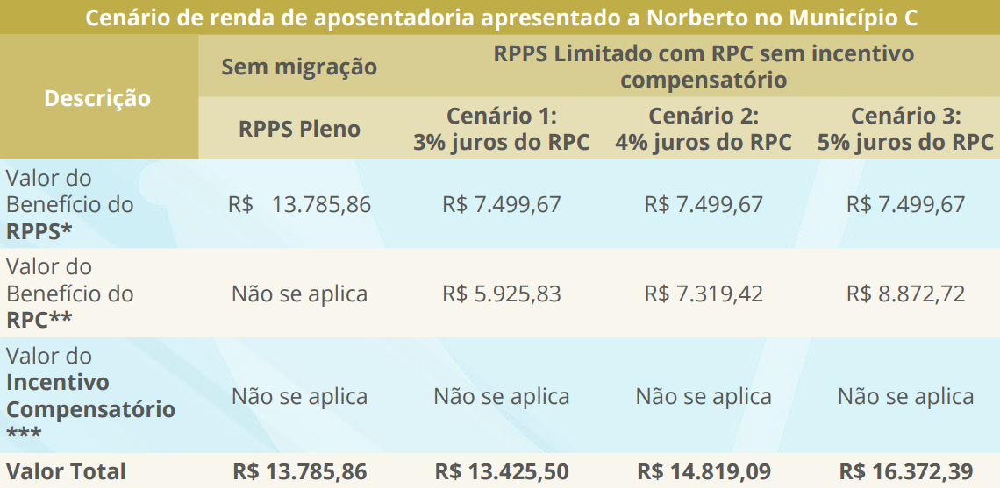 Cenário de renda de aposentadoria apresentado a Norberto no Município C
Descrição
Sem migração
RPPS Limitado com RPC sem incentivo
compensatório
RPPS Pleno
Cenário 1:
3% juros do RPC
Cenário 2:
4% juros do RPC
Cenário 3:
5% juros do RPC
Valor do
Benefício do
RPPS*
R$ 13.785,86
R$ 7.499,67
R$ 7.499,67
R$ 7.499,67
Valor do
Benefício do
RPC**
Não se aplica
R$ 5.925,83
R$ 7.319,42
R$ 8.872,72
Valor do
Incentivo
Compensatório
***
Não se aplica
Não se aplica
Não se aplica
Não se aplica
Valor Total
R$ 13.785,86
R$ 13.425,50
R$ 14.819,09
R$ 16.372,39